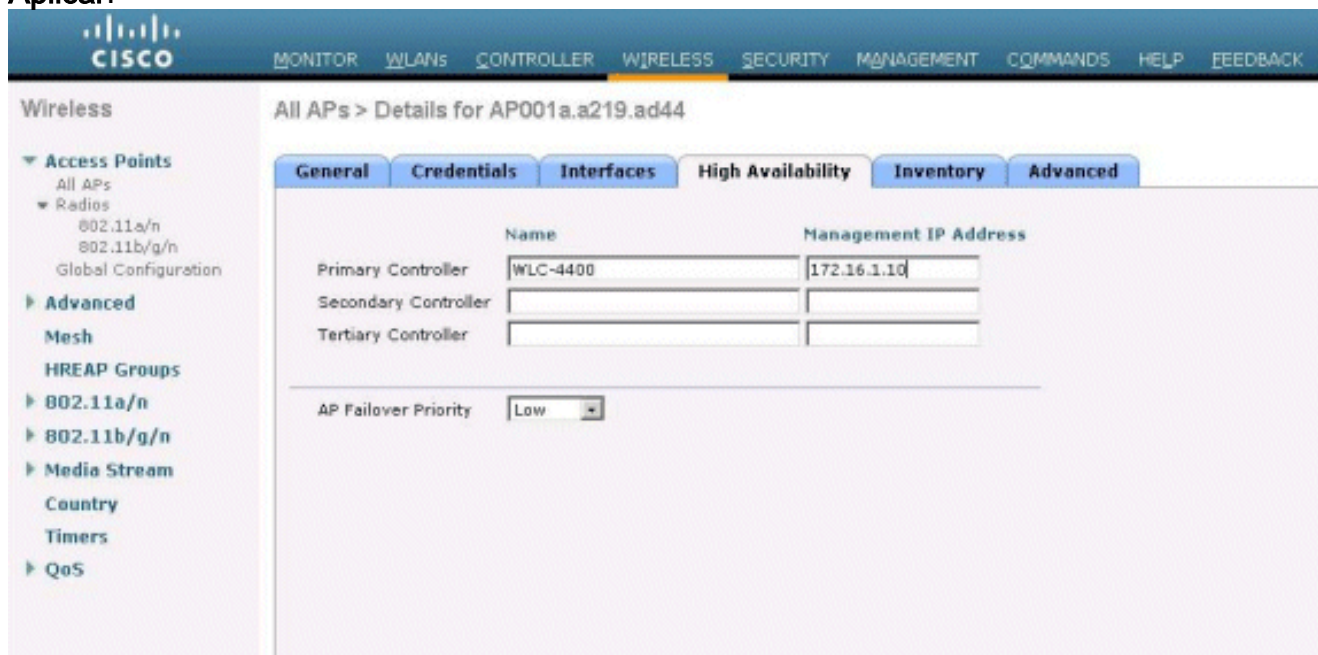 Aplicar.
CISCO
MONITOR WLANs CONTROLLER WIRELESS SECURITY MANAGEMENT COMMANDS HELP FEEDBACK
Wireless
Access Points
All APs
Radios
802.11a/n
802.11b/g/n
Global Configuration
Advanced
Mesh
HREAP Groups
802.11a/n
802.11b/g/n
Media Stream
Country
Timers
QoS
All APs > Details for AP001a.a219.ad44
General Credentials Interfaces High Availability Inventory Advanced
Name Management IP Address
Primary Controller WLC-4400 172.16.1.10
Secondary Controller
Tertiary Controller
AP Failover Priority Low